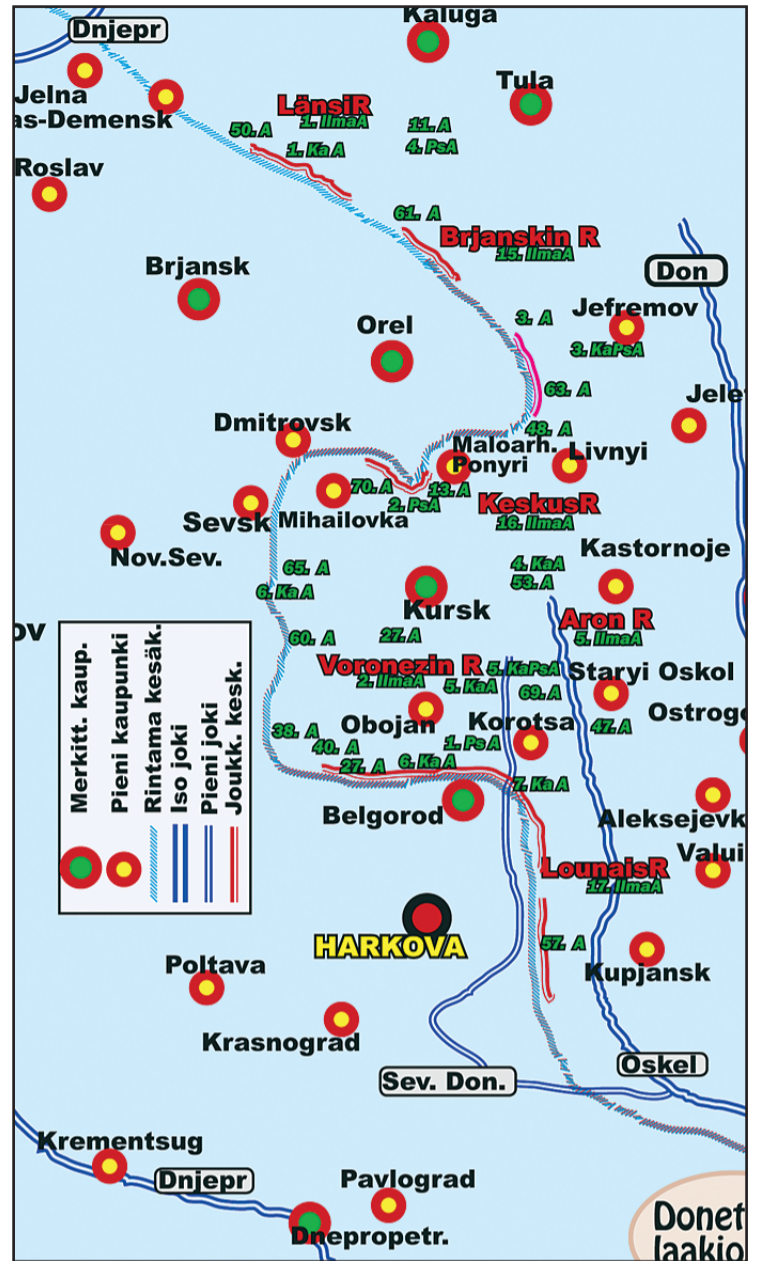 Kaluga
Dnjepr
Tula
Jelna
as-Demensk
LänsiR
1. IlmaA
50. A
11. A
1. Ka A
4. PsA
Roslav
61. A
Brjanskin R
15. IlmaA
Brjansk
Don
Jefremov
3. A
Orel
3. KaPsA
63. A
Jele
Dmitrovsk
48. A
Maloarh.
Ponyri
Livnyi
70. A
13. A
2. PsA
KeskusR
16. IlmaA
Sevsk
Mihailovka
Nov.Sev.
Kastornoje
4. KaA
53. A
65. A
6. Ka A
Kursk
Aron R
5. IlmaA
ov
60. A
27. A
Voronezin R
2. IlmaA
5. KaPsA
5. KaA
69. A
Staryi Oskol
Obojan
Korotsa
47. A
Ostrogo
38. A
40. A
27. A
1. Ps A
6. Ka A
7. Ka A
Belgorod
Aleksejevk
Valui
LounaisR
17. IlmaA
HARKOVA
57. A
Kupjansk
Poltava
Krasnograd
Oskel
Sev. Don.
Krementsug
Dnjepr
Pavlograd
Dnepropetr.
Donet
laakio
Merkitt. kaup.
Pieni kaupunki
Rintama kesäk.
Iso joki
Pieni joki
Joukk. kesk.